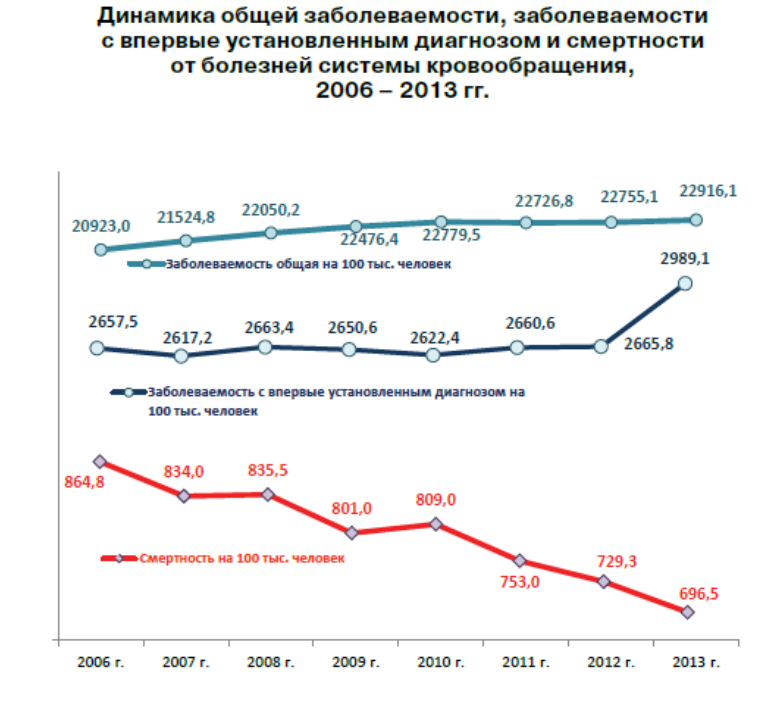 Динамика общей заболеваемости, заболеваемости
с впервые установленным диагнозом и смертности
от болезней системы кровообращения,
2006 – 2013 гг.
20923,0
21524,8
22050,2
22476,4
22779,5
22726,8
22755,1
22916,1
Заболеваемость общая на 100 тыс. человек
2657,5
2617,2
2663,4
2650,6
2622,4
2660,6
2665,8
2989,1
Заболеваемость с впервые установленным диагнозом на
100 тыс. человек
864,8
834,0
835,5
801,0
809,0
753,0
729,3
696,5
Смертность на 100 тыс. человек
2006 г. 2007 г. 2008 г. 2009 г. 2010 г. 2011 г. 2012 г. 2013 г.